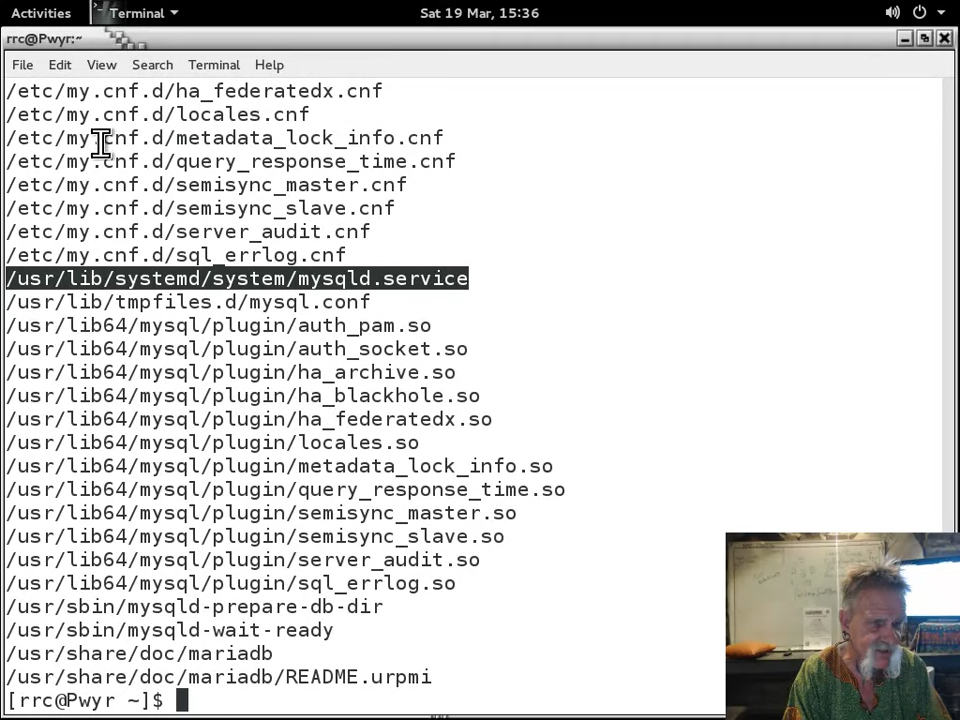 Activities Terminal Sat 19 Mar, 15:36
rrc@Pwyr:~
File Edit View Search Terminal Help
/etc/my.cnf.d/ha_federatedx.cnf
/etc/my.cnf.d/locales.cnf
/etc/my.cnf.d/metadata_lock_info.cnf
/etc/my.cnf.d/query_response_time.cnf
/etc/my.cnf.d/semisync_master.cnf
/etc/my.cnf.d/semisync_slave.cnf
/etc/my.cnf.d/server_audit.cnf
/etc/my.cnf.d/sql_errlog.cnf
/usr/lib/systemd/system/mysqld.service
/usr/lib/tmpfiles.d/mysql.conf
/usr/lib64/mysql/plugin/auth_pam.so
/usr/lib64/mysql/plugin/auth_socket.so
/usr/lib64/mysql/plugin/ha_archive.so
/usr/lib64/mysql/plugin/ha_blackhole.so
/usr/lib64/mysql/plugin/ha_federatedx.so
/usr/lib64/mysql/plugin/locales.so
/usr/lib64/mysql/plugin/metadata_lock_info.so
/usr/lib64/mysql/plugin/query_response_time.so
/usr/lib64/mysql/plugin/semisync_master.so
/usr/lib64/mysql/plugin/semisync_slave.so
/usr/lib64/mysql/plugin/server_audit.so
/usr/lib64/mysql/plugin/sql_errlog.so
/usr/sbin/mysqld-prepare-db-dir
/usr/sbin/mysqld-wait-ready
/usr/share/doc/mariadb
/usr/share/doc/mariadb/README.urpmi
[rrc@Pwyr ~]$